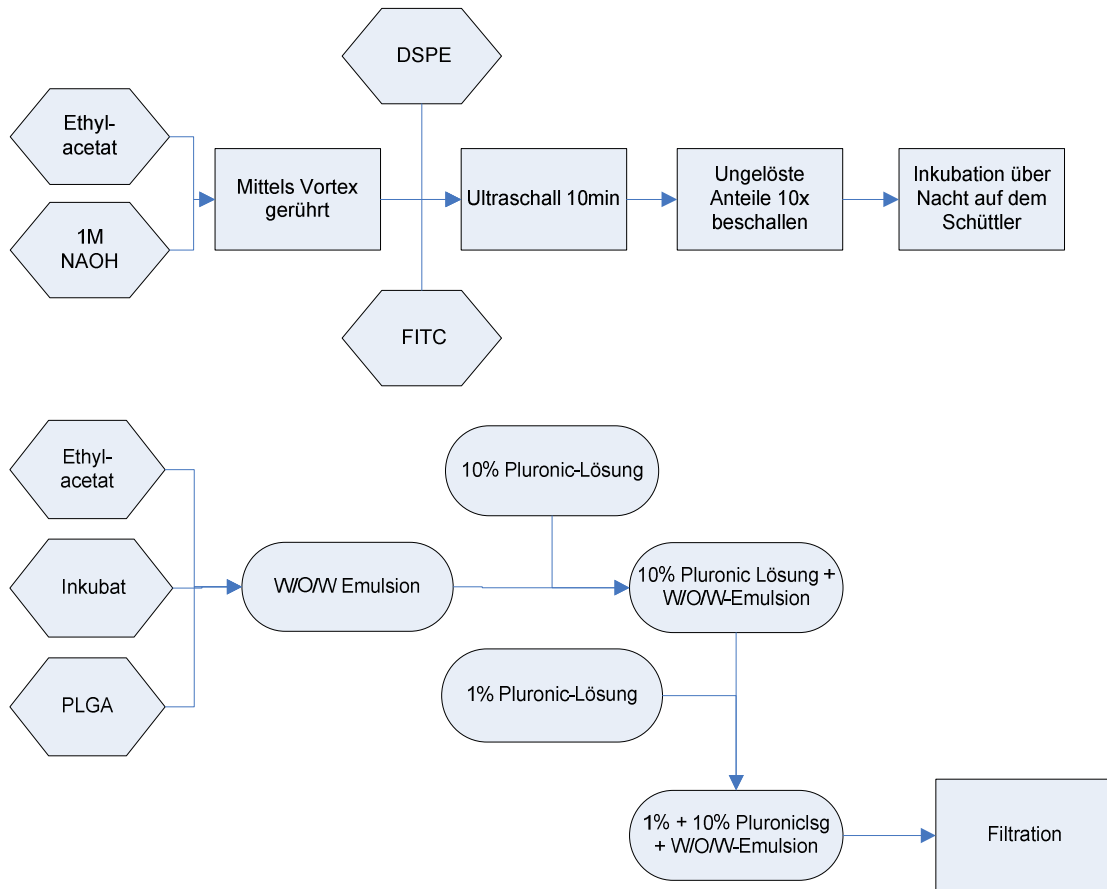 DSPE
Ethyl-
acetat
1M
NAOH
Mittels Vortex
gerührt
Ultraschall 10min
Ungelöste
Anteile 10x
beschallen
Inkubation über
Nacht auf dem
Schüttler
FITC
Ethyl-
acetat
Inkubat
PLGA
W/O/W Emulsion
10% Pluronic-Lösung
10% Pluronic Lösung +
W/O/W-Emulsion
1% Pluronic-Lösung
1% + 10% Pluroniclsg
+ W/O/W-Emulsion
Filtration